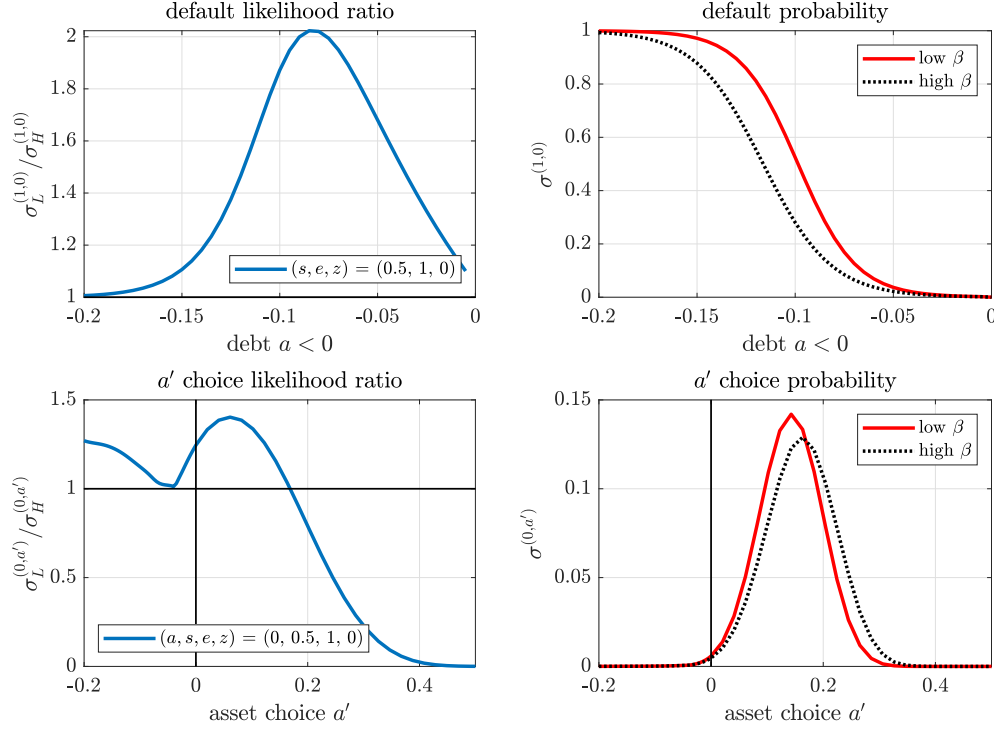 default likelihood ratio
2
1.8
1.6
1.4
1.2
1
σ_L^(1,0)/σ_H^(1,0)
(s, e, z) = (0.5, 1, 0)
-0.2 -0.15 -0.1 -0.05 0
debt a < 0
default probability
1
0.8
0.6
0.4
0.2
0
σ^(1,0)
low β
high β
-0.2 -0.15 -0.1 -0.05 0
debt a < 0
a′ choice likelihood ratio
1.5
1
0.5
0
σ_L^(0,a′)/σ_H^(0,a′)
(a, s, e, z) = (0, 0.5, 1, 0)
-0.2 0 0.2 0.4
asset choice a′
a′ choice probability
0.15
0.1
0.05
0
σ^(0,a′)
low β
high β
-0.2 0 0.2 0.4
asset choice a′